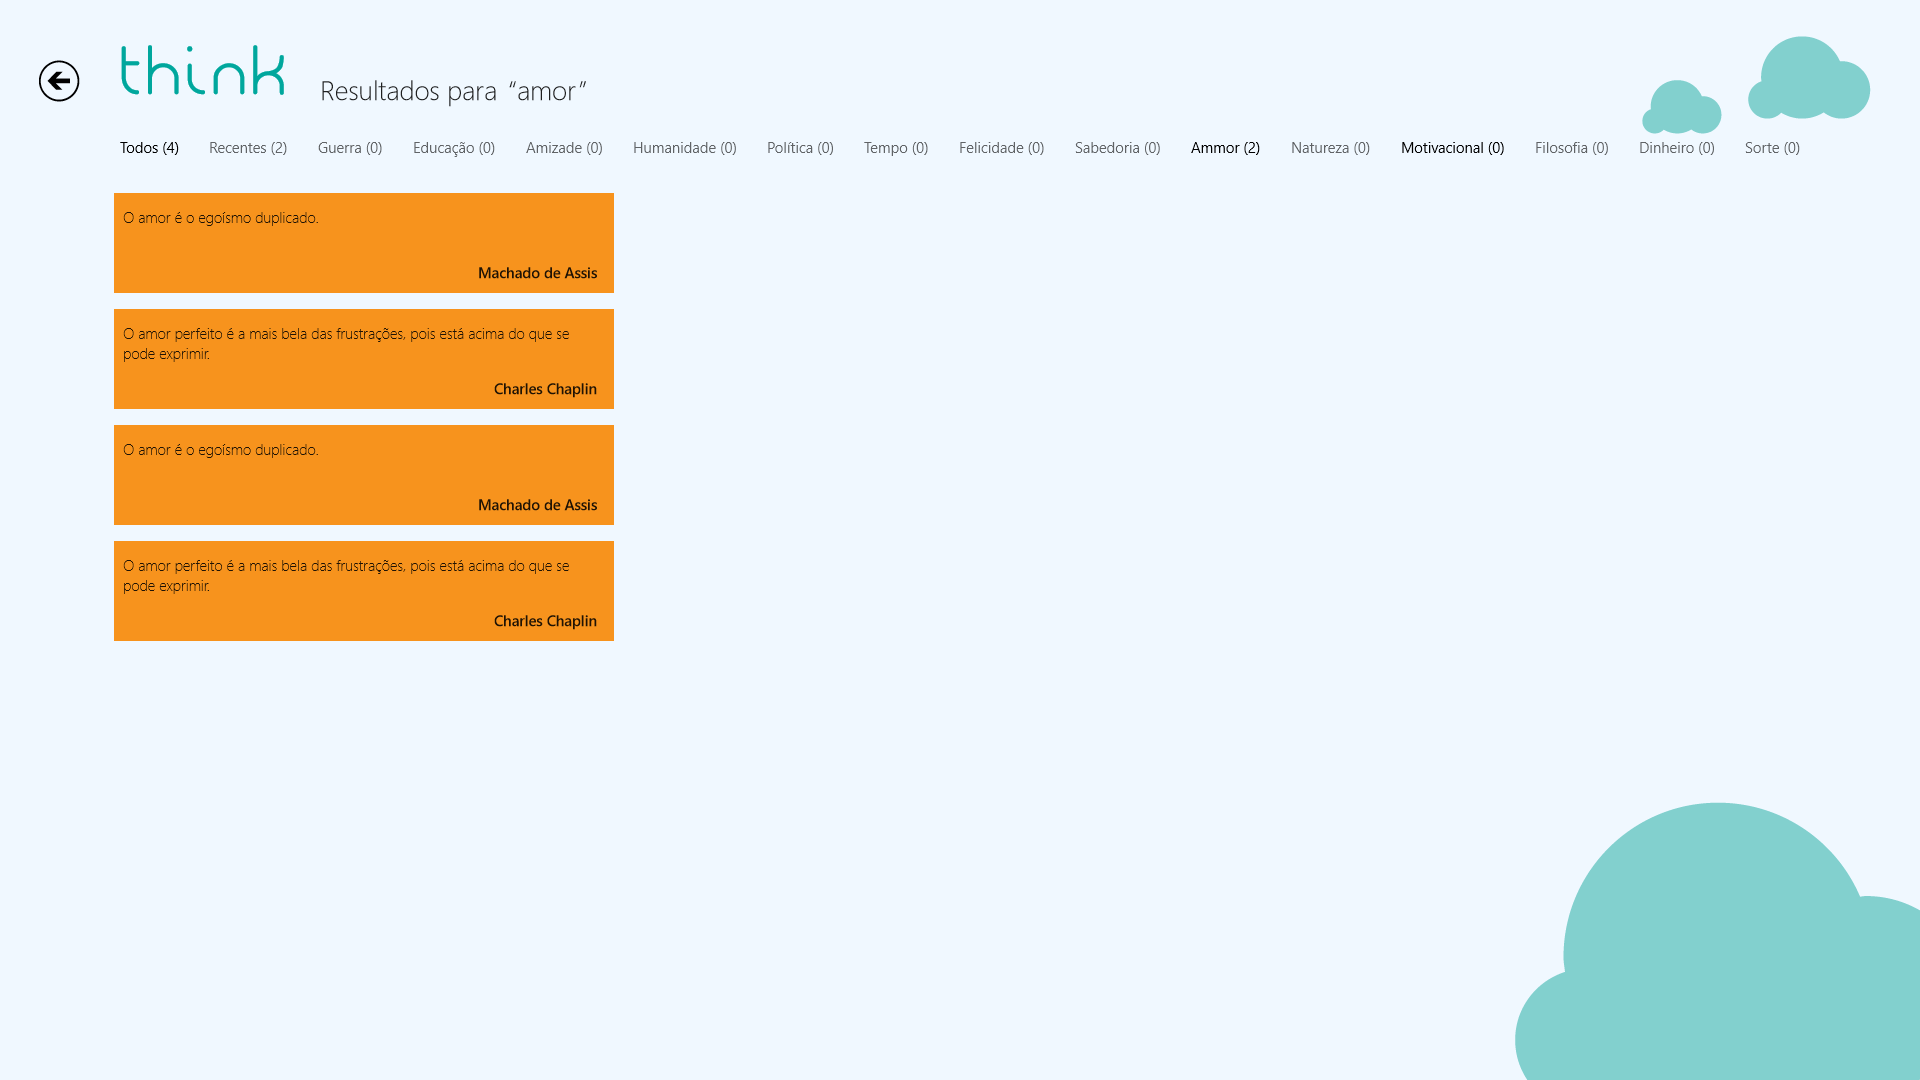 think
Resultados para “amor”
Todos (4) Recentes (2) Guerra (0) Educação (0) Amizade (0) Humanidade (0) Política (0) Tempo (0) Felicidade (0) Sabedoria (0) Ammor (2) Natureza (0) Motivacional (0) Filosofia (0) Dinheiro (0) Sorte (0)
O amor é o egoísmo duplicado.
Machado de Assis
O amor perfeito é a mais bela das frustrações, pois está acima do que se
pode exprimir.
Charles Chaplin
O amor é o egoísmo duplicado.
Machado de Assis
O amor perfeito é a mais bela das frustrações, pois está acima do que se
pode exprimir.
Charles Chaplin